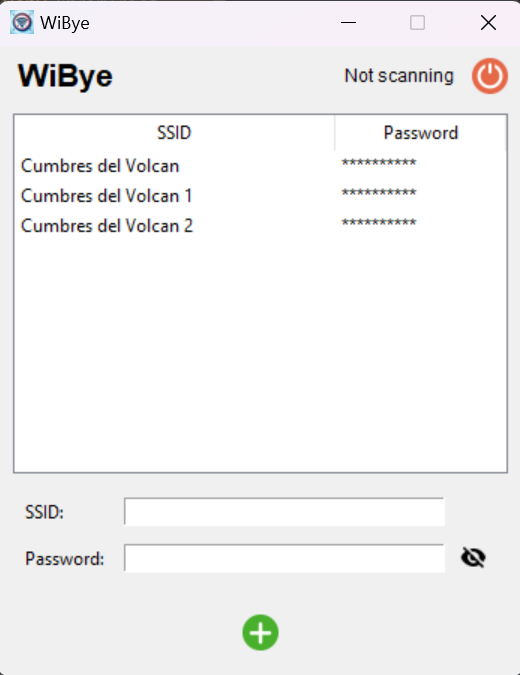 WiBye
WiBye
Not scanning
SSID Password
Cumbres del Volcan **********
Cumbres del Volcan 1 **********
Cumbres del Volcan 2 **********
SSID:
Password: